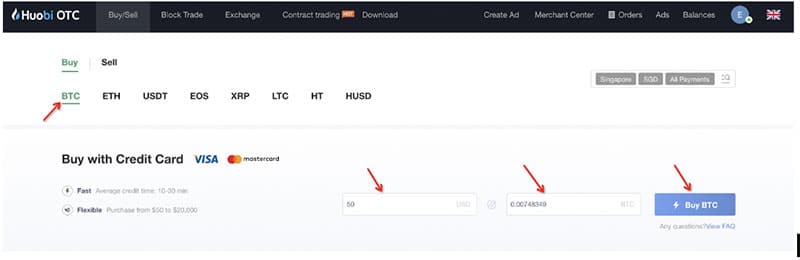 Huobi OTC Buy/Sell Block Trade Exchange Contract trading HOT Download Create Ad Merchant Center Orders Ads Balances E
Buy Sell
Singapore SGD All Payments
BTC ETH USDT EOS XRP LTC HT HUSD
Buy with Credit Card VISA mastercard
Fast Average credit time: 10-30 min
50 USD 0.00748349 BTC Buy BTC
Flexible Purchase from $50 to $20,000
Any questions?View FAQ